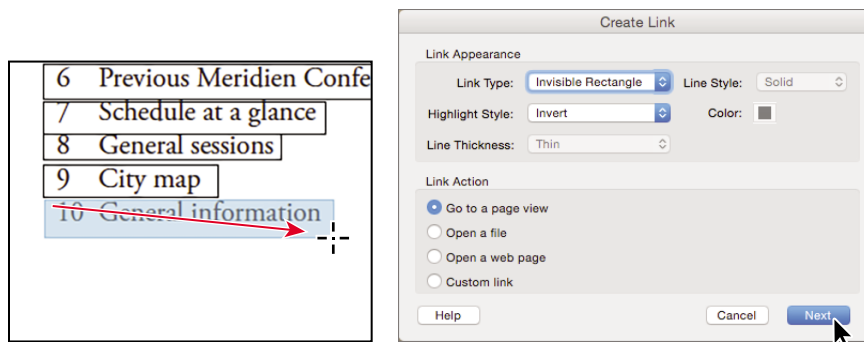 6 Previous Meridien Confe
7 Schedule at a glance
8 General sessions
9 City map
10 General information
Create Link
Link Appearance
Link Type: Invisible Rectangle Line Style: Solid
Highlight Style: Invert Color:
Line Thickness: Thin
Link Action
Go to a page view
Open a file
Open a web page
Custom link
Help Cancel Next